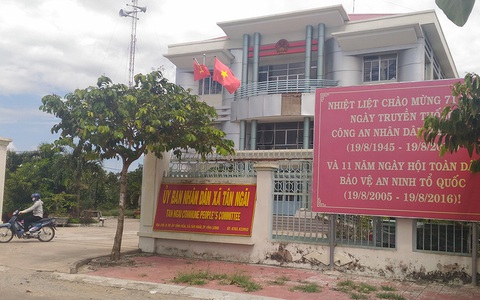 NHIỆT LIỆT CHÀO MỪNG 7
NGÀY TRUYỀN TH
CÔNG AN NHÂN DÂ
(19/8/1945 - 19/8/2
VÀ 11 NĂM NGÀY HỘI TOÀN DÂ
BẢO VỆ AN NINH TỔ QUỐC
(19/8/2005 - 19/8/2016)!
ỦY BAN NHÂN DÂN XÃ TÂN NGÃI
TAN NGAI COMMUNE PEOPLE'S COMMITTEE